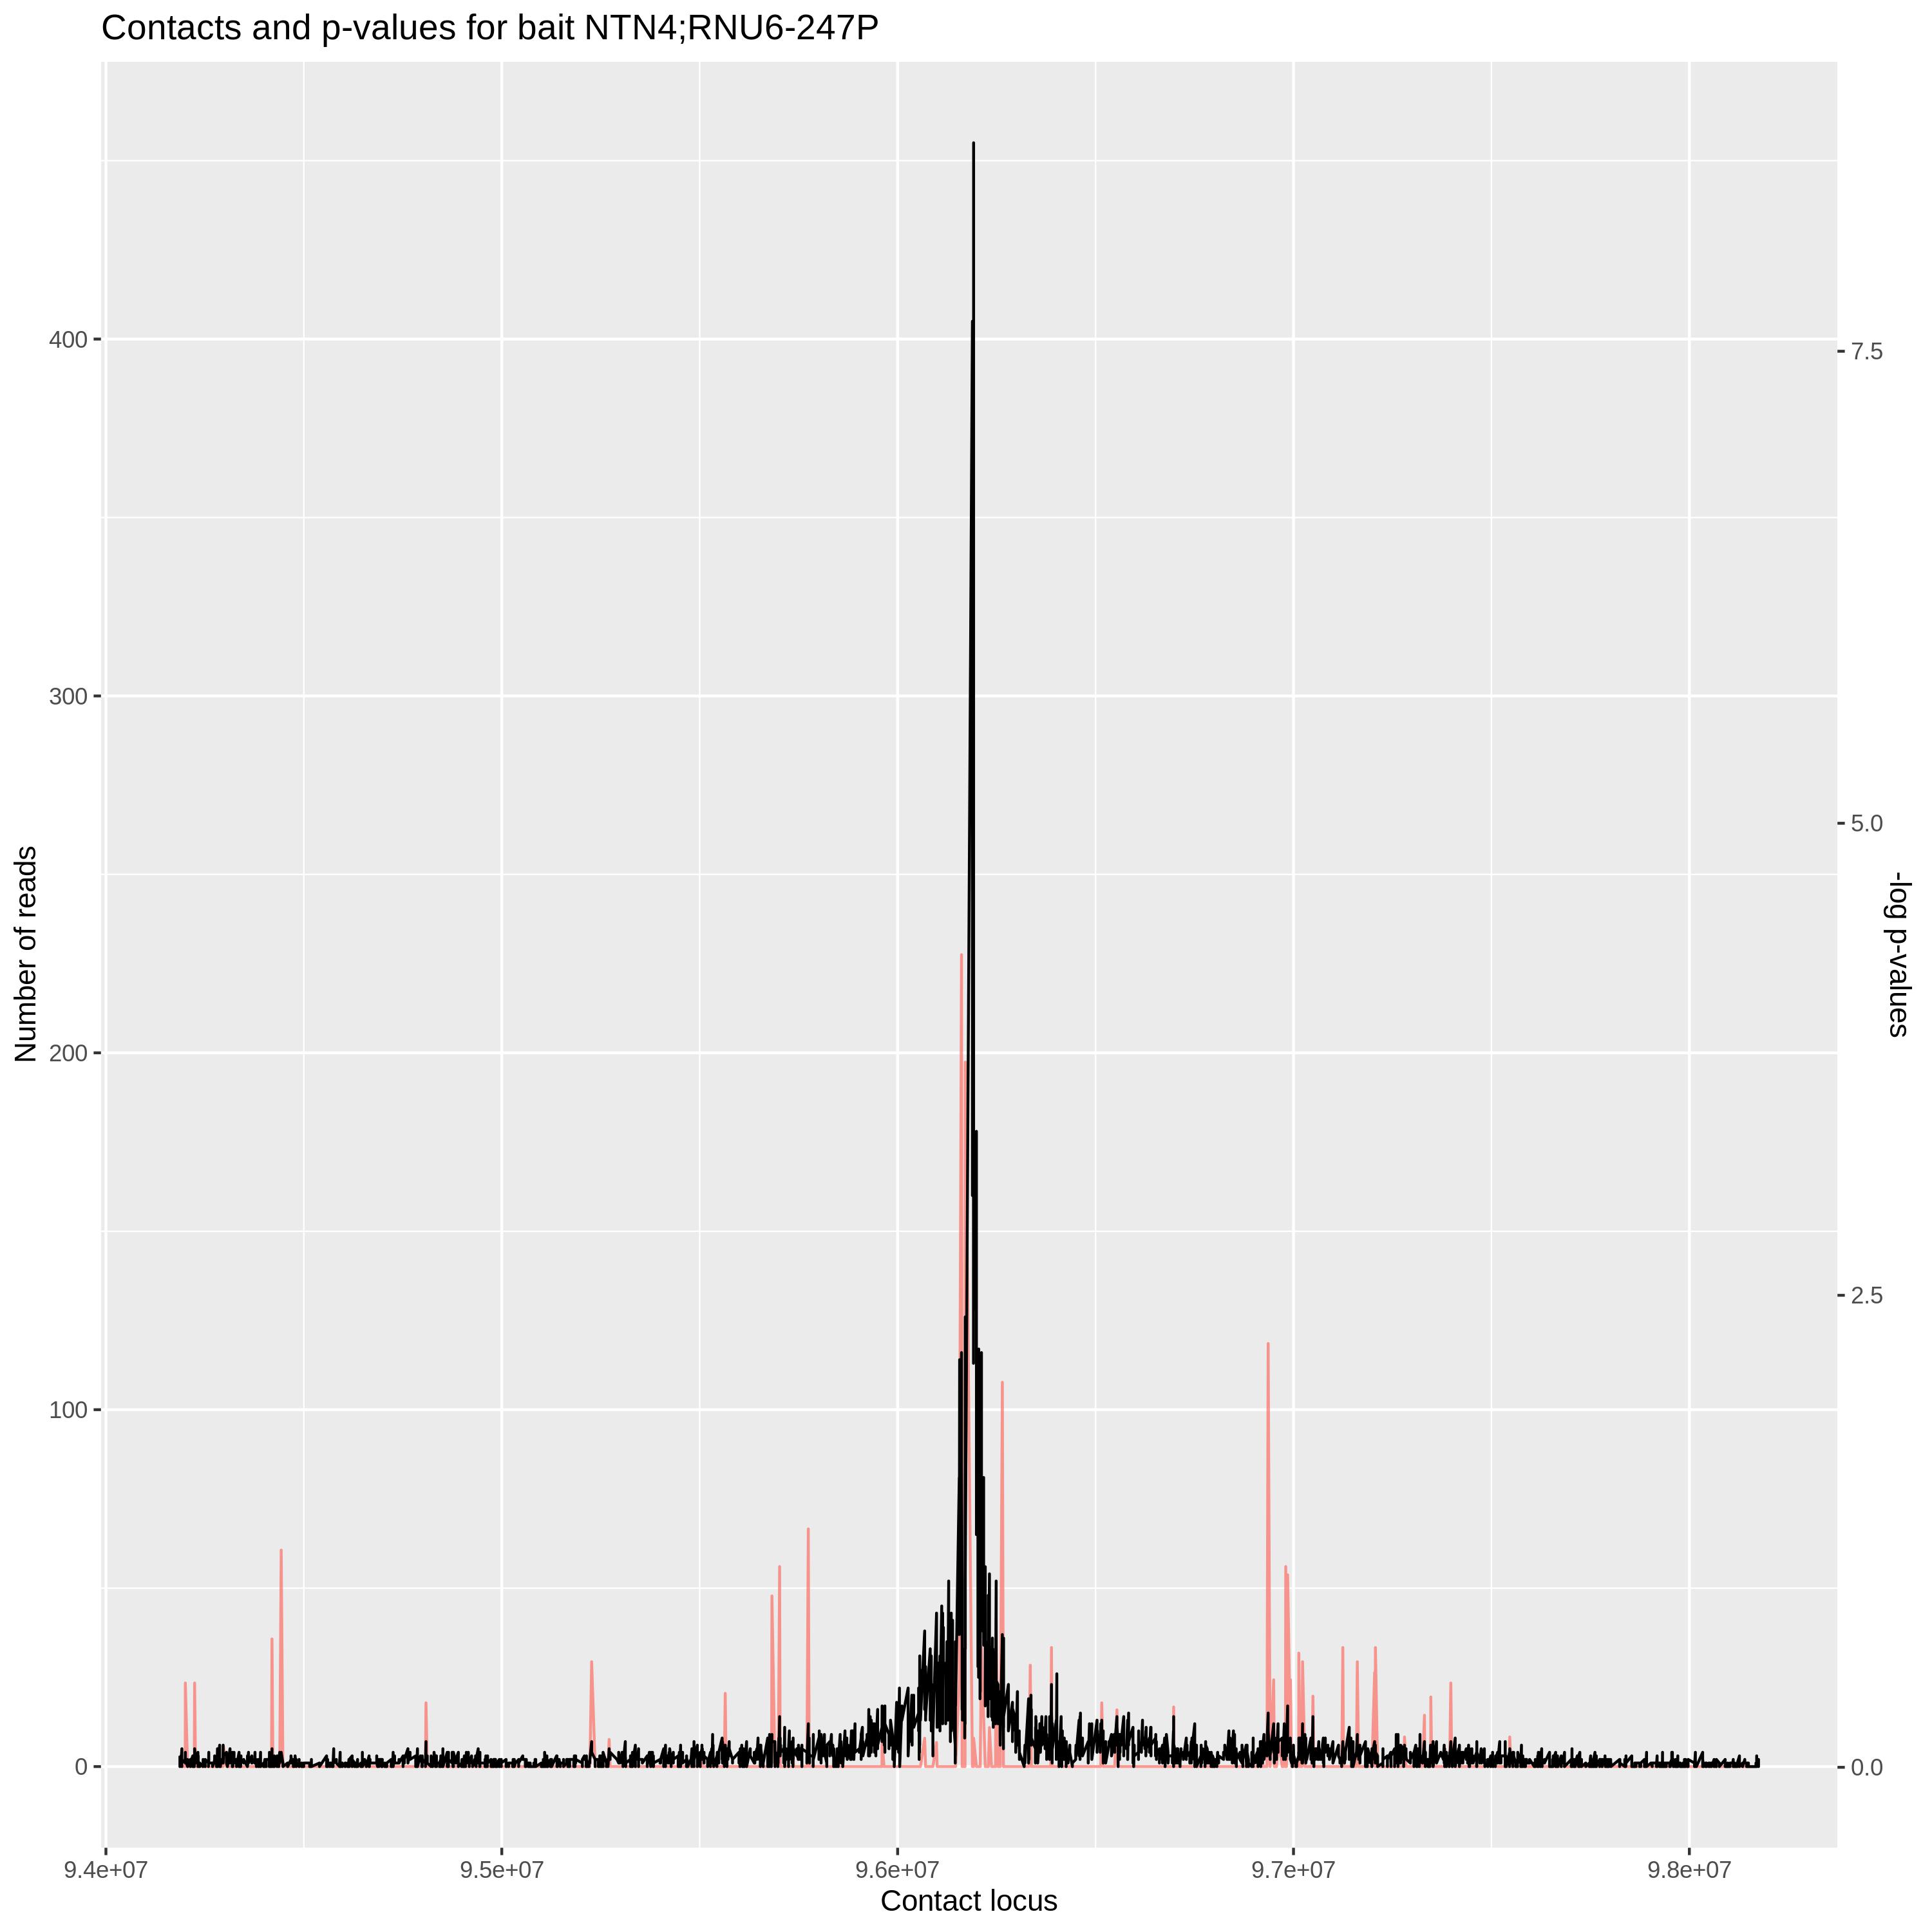 Contacts and p-values for bait NTN4;RNU6-247P
400
300
200
100
0
Number of reads
7.5
5.0
2.5
0.0
-log p-values
9.4e+07 9.5e+07 9.6e+07 9.7e+07 9.8e+07
Contact locus